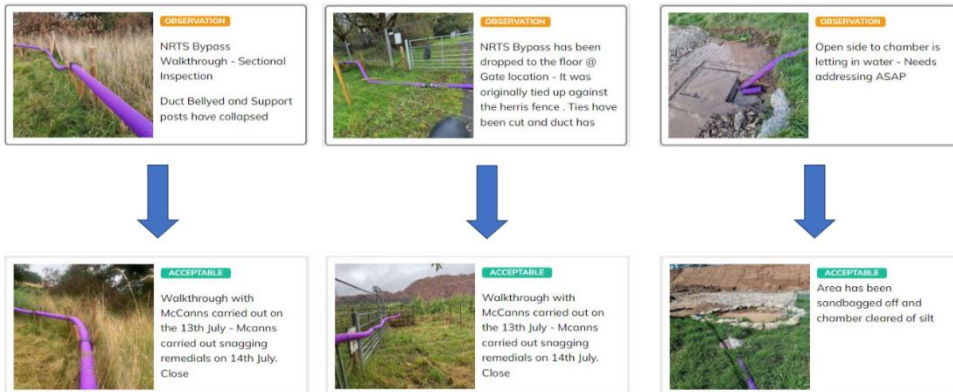 OBSERVATION
NRTS Bypass
Walkthrough - Sectional
Inspection
Duct Bellyed and Support
posts have collapsed
OBSERVATION
NRTS Bypass has been
dropped to the floor @
Gate location - It was
originally tied up against
the herris fence . Ties have
been cut and duct has
OBSERVATION
Open side to chamber is
letting in water - Needs
addressing ASAP
ACCEPTABLE
Walkthrough with
McCanns carried out on
the 13th July - Mcanns
carried out snagging
remedials on 14th July.
Close
ACCEPTABLE
Walkthrough with
McCanns carried out on
the 13th July - Mcanns
carried out snagging
remedials on 14th July.
Close
ACCEPTABLE
Area has been
sandbagged off and
chamber cleared of silt